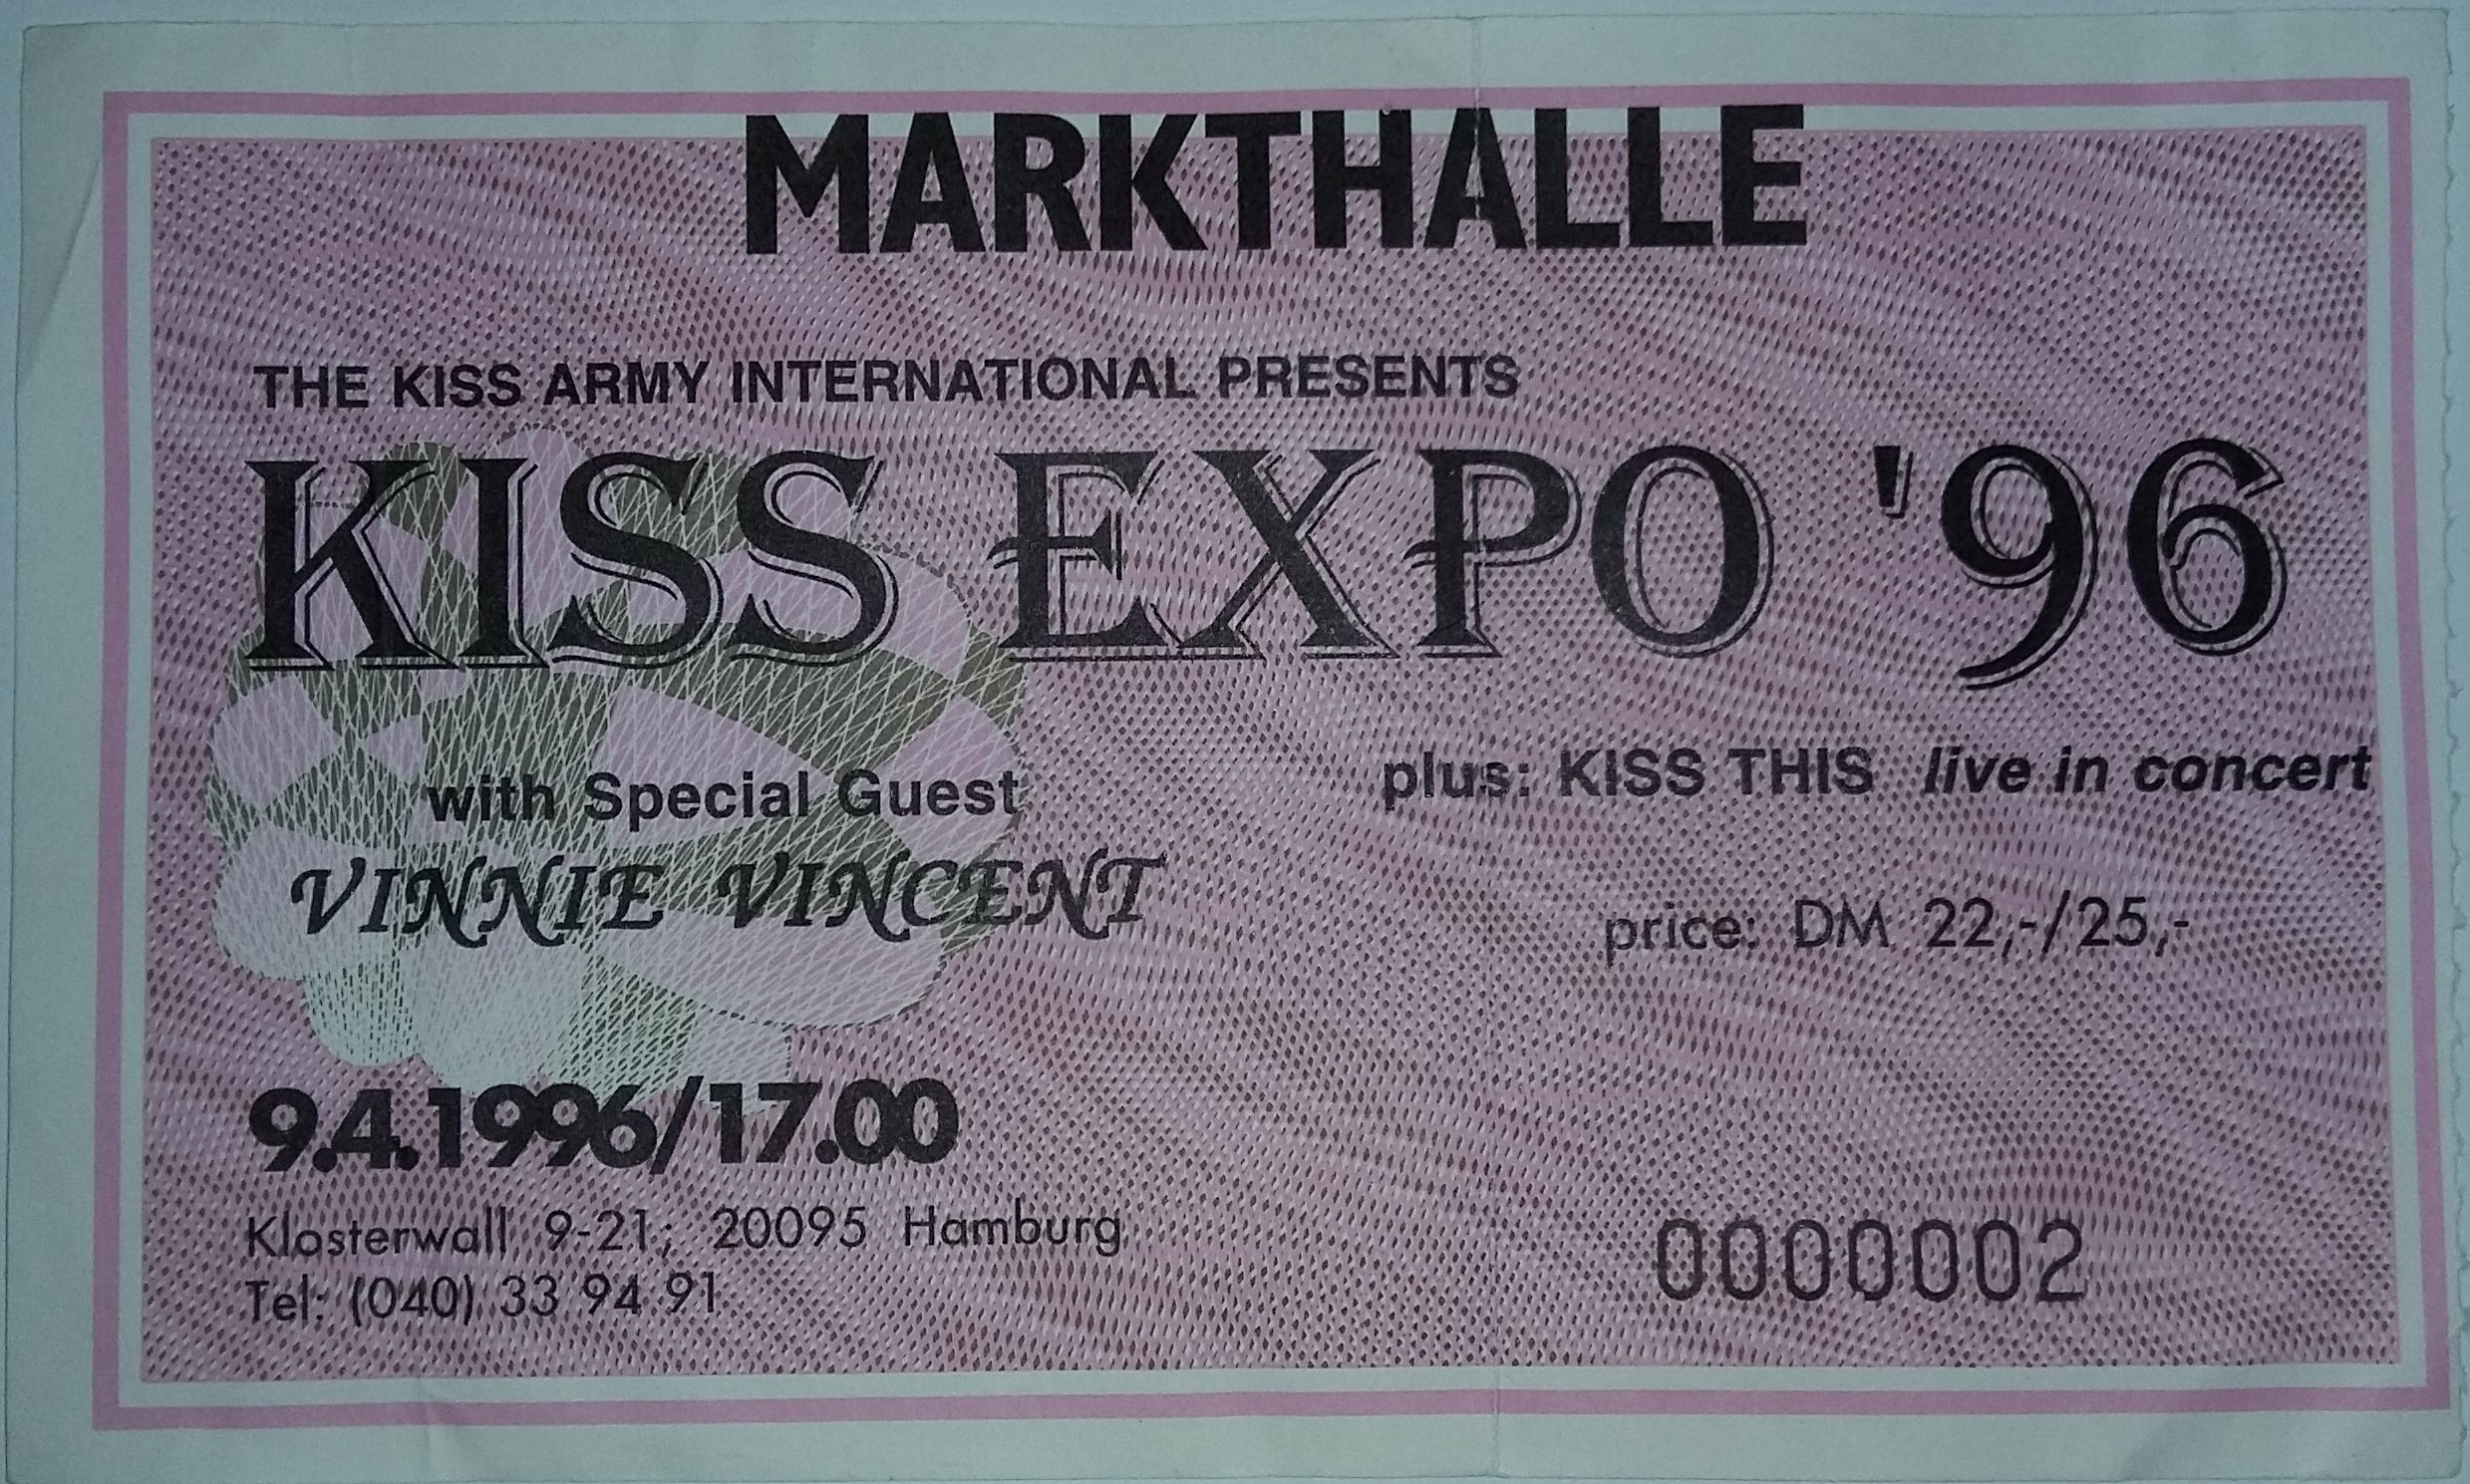 MARKTHALLE
THE KISS ARMY INTERNATIONAL PRESENTS
KISS EXPO '96
with Special Guest
VINNIE VINCENT
plus: KISS THIS live in concert
price: DM 22,-/25,-
9.4.1996/17.00
Klosterwall 9-21; 20095 Hamburg
Tel: (040) 33 94 91
0000002